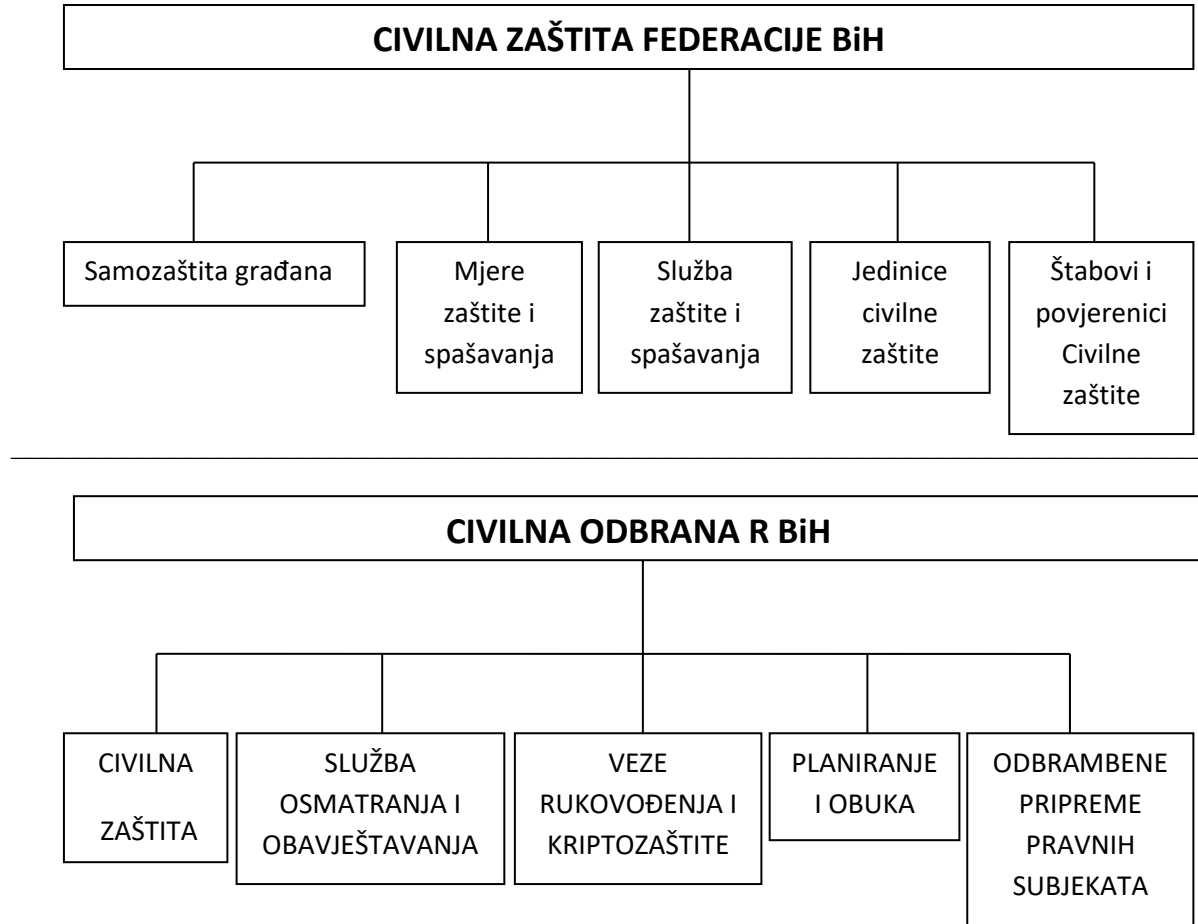 CIVILNA ZAŠTITA FEDERACIJE BiH
Samozaštita građana
Mjere
zaštite i
spašavanja
Služba
zaštite i
spašavanja
Jedinice
civilne
zaštite
Štabovi i
povjerenici
Civilne
zaštite
CIVILNA ODBRANA R BiH
CIVILNA
ZAŠTITA
SLUŽBA
OSMATRANJA I
OBAVJEŠTAVANJA
VEZE
RUKOVOĐENJA I
KRIPTOZAŠTITE
PLANIRANJE
I OBUKA
ODBRAMBENE
PRIPREME
PRAVNIH
SUBJEKATA